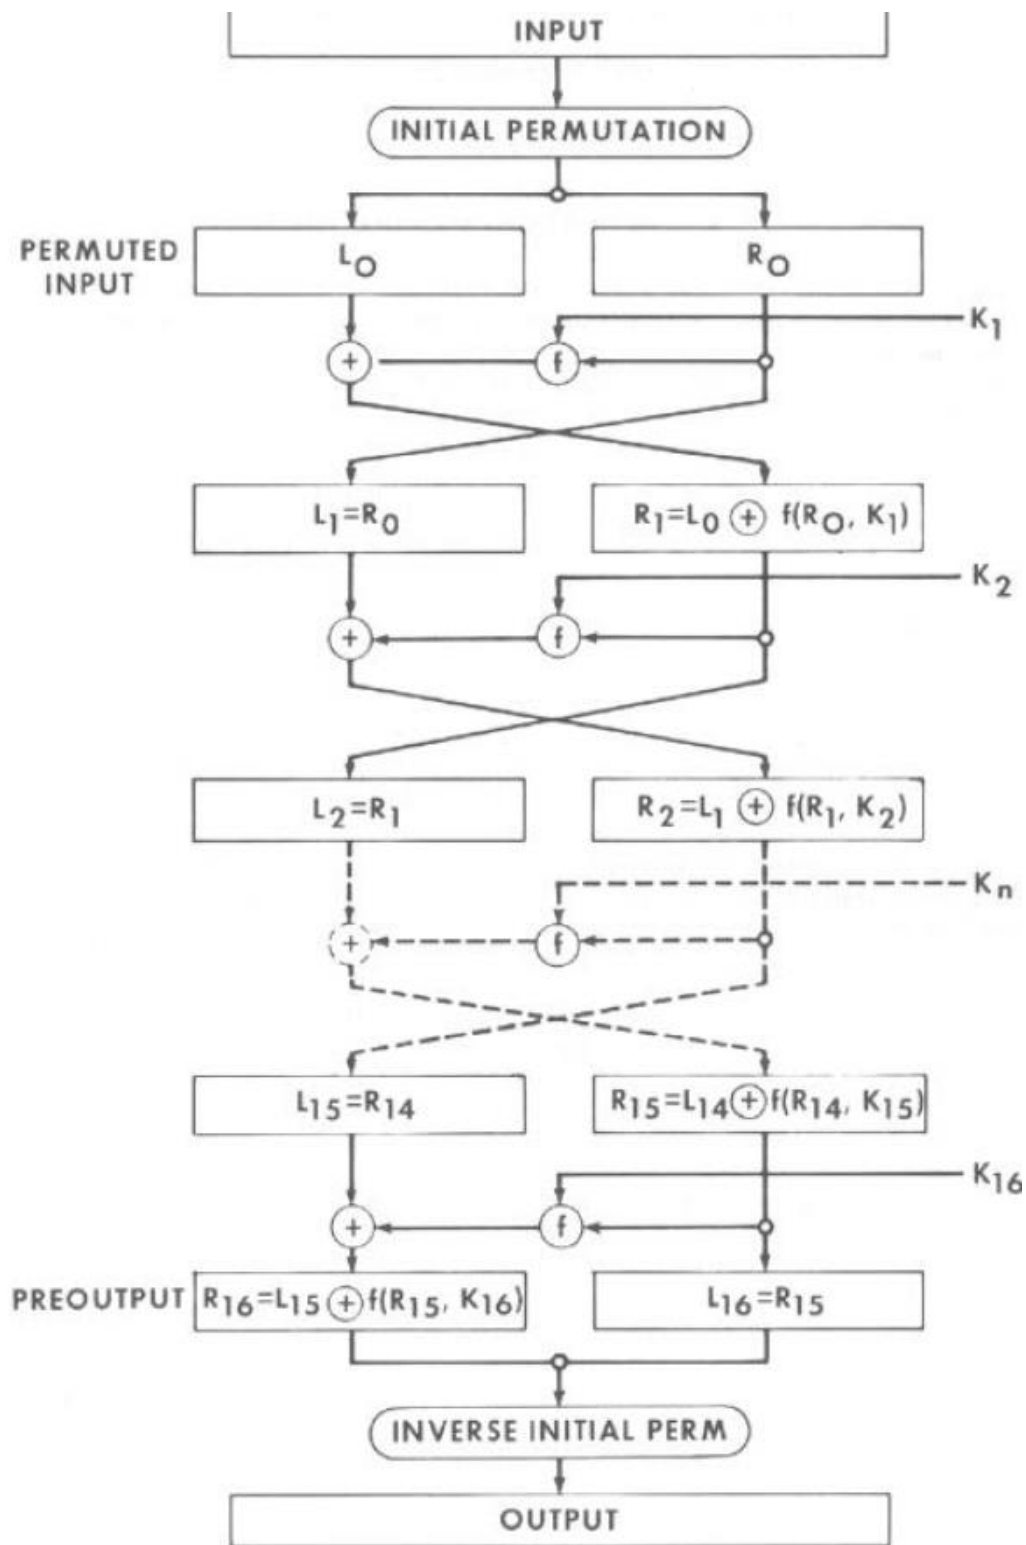 INPUT
INITIAL PERMUTATION
PERMUTED
INPUT
L₀
R₀
K₁
+
f
L₁=R₀
R₁=L₀ ⊕ f(R₀, K₁)
K₂
+
f
L₂=R₁
R₂=L₁ ⊕ f(R₁, K₂)
Kₙ
+
f
L₁₅=R₁₄
R₁₅=L₁₄ ⊕ f(R₁₄, K₁₅)
K₁₆
+
f
PREOUTPUT
R₁₆=L₁₅ ⊕ f(R₁₅, K₁₆)
L₁₆=R₁₅
INVERSE INITIAL PERM
OUTPUT